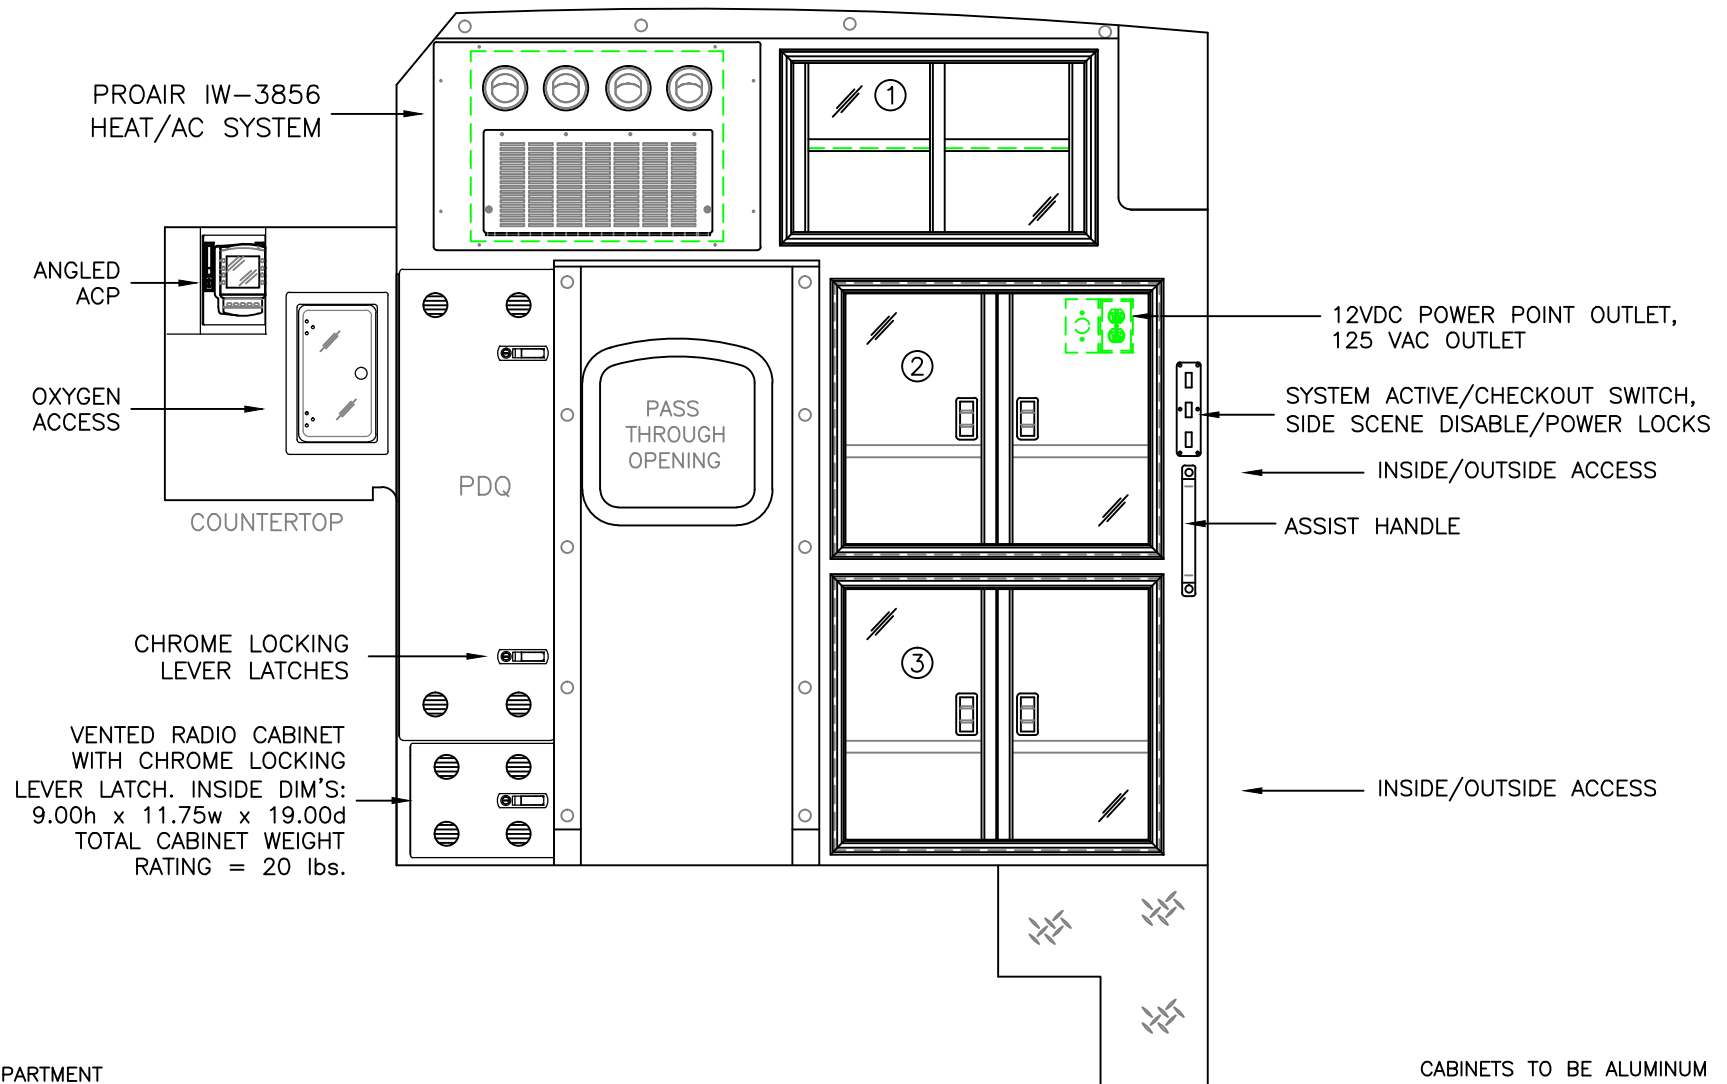 PROAIR IW-3856
HEAT/AC SYSTEM
1
ANGLED
ACP
12VDC POWER POINT OUTLET,
125 VAC OUTLET
2
OXYGEN
ACCESS
PASS
THROUGH
OPENING
SYSTEM ACTIVE/CHECKOUT SWITCH,
SIDE SCENE DISABLE/POWER LOCKS
INSIDE/OUTSIDE ACCESS
PDQ
COUNTERTOP
ASSIST HANDLE
CHROME LOCKING
LEVER LATCHES
3
VENTED RADIO CABINET
WITH CHROME LOCKING
LEVER LATCH. INSIDE DIM'S:
9.00h x 11.75w x 19.00d
TOTAL CABINET WEIGHT
RATING = 20 lbs.
INSIDE/OUTSIDE ACCESS
PARTMENT
CABINETS TO BE ALUMINUM